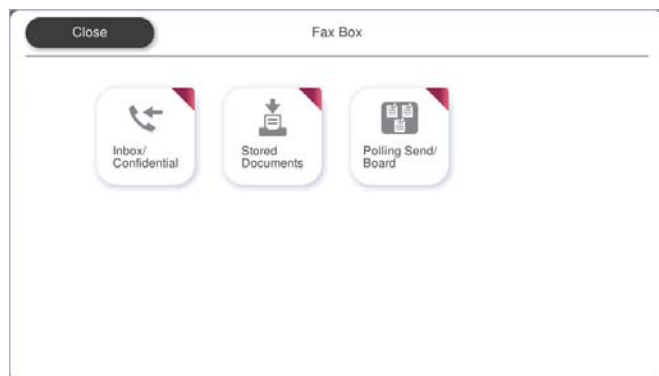 Close
Fax Box
Inbox/
Confidential
Stored
Documents
Polling Send/
Board